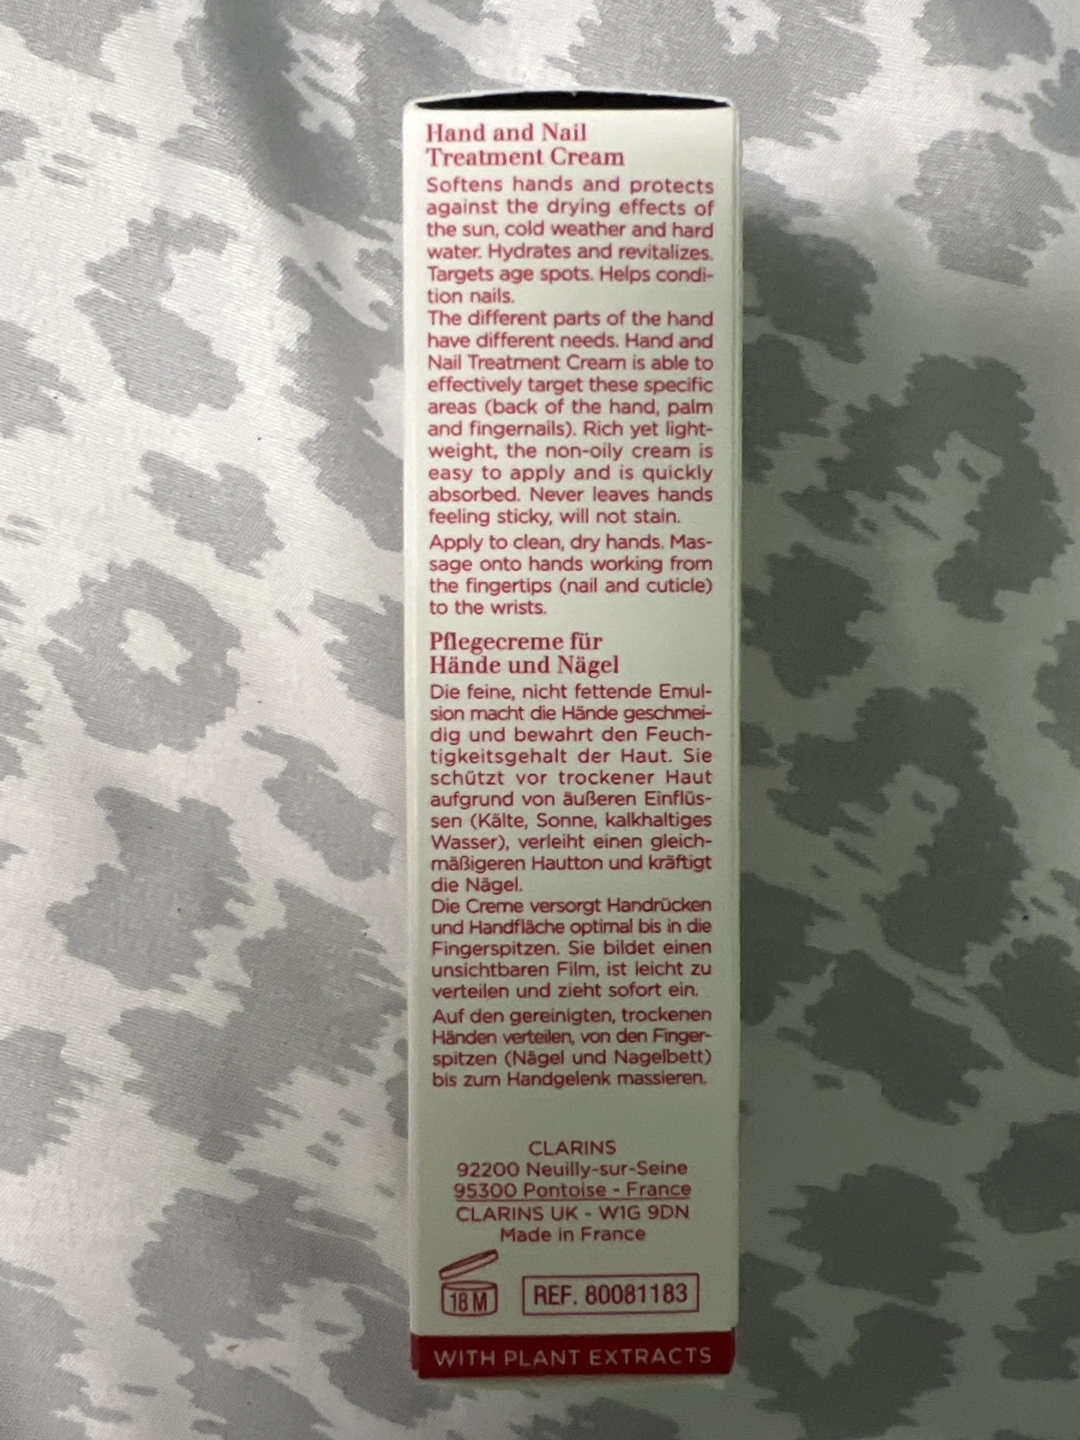 Hand and Nail
Treatment Cream
Softens hands and protects
against the drying effects of
the sun, cold weather and hard
water. Hydrates and revitalizes.
Targets age spots. Helps condi-
tion nails.
The different parts of the hand
have different needs. Hand and
Nail Treatment Cream is able to
effectively target these specific
areas (back of the hand, palm
and fingernails). Rich yet light-
weight, the non-oily cream is
easy to apply and is quickly
absorbed. Never leaves hands
feeling sticky, will not stain.
Apply to clean, dry hands. Mas-
sage onto hands working from
the fingertips (nail and cuticle)
to the wrists.
Pflegecreme für
Hände und Nägel
Die feine, nicht fettende Emul-
sion macht die Hände geschmei-
dig und bewahrt den Feuch-
tigkeitsgehalt der Haut. Sie
schützt vor trockener Haut
aufgrund von äußeren Einflüs-
sen (Kälte, Sonne, kalkhaltiges
Wasser), verleiht einen gleich-
mäßigeren Hautton und kräftigt
die Nägel.
Die Creme versorgt Handrücken
und Handfläche optimal bis in die
Fingerspitzen. Sie bildet einen
unsichtbaren Film, ist leicht zu
verteilen und zieht sofort ein.
Auf den gereinigten, trockenen
Händen verteilen, von den Finger-
spitzen (Nägel und Nagelbett)
bis zum Handgelenk massieren.
CLARINS
92200 Neuilly-sur-Seine
95300 Pontoise - France
CLARINS UK - W1G 9DN
Made in France
18 M
REF. 80081183
WITH PLANT EXTRACTS